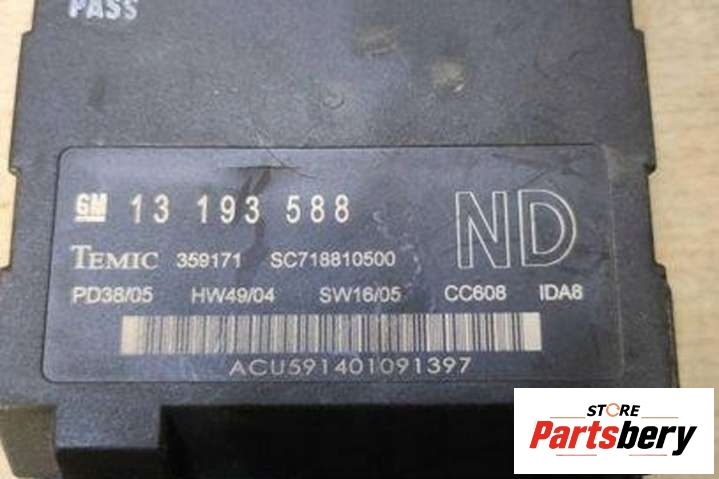 PASS
GM 13 193 588 ND
TEMIC 359171 SC718810500
PD38/05 HW49/04 SW16/05 CC608 IDA8
ACU591401091397
STORE
Partsbery